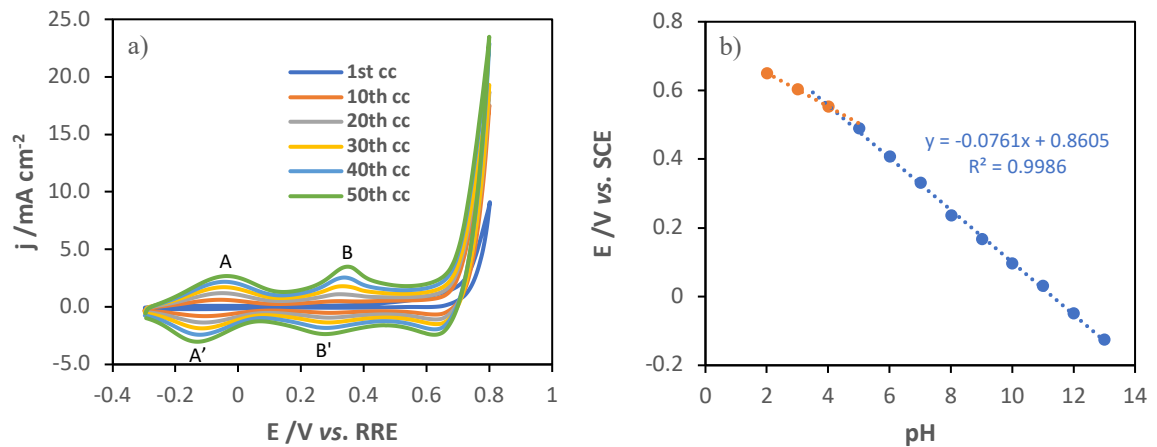 a)
25.0
20.0
15.0
10.0
5.0
0.0
-5.0
j /mA cm⁻²
1st cc
10th cc
20th cc
30th cc
40th cc
50th cc
A
B
A’
B'
-0.4 -0.2 0 0.2 0.4 0.6 0.8 1
E /V vs. RRE
b)
0.8
0.6
0.4
0.2
0
-0.2
E /V vs. SCE
y = -0.0761x + 0.8605
R² = 0.9986
0 2 4 6 8 10 12 14
pH